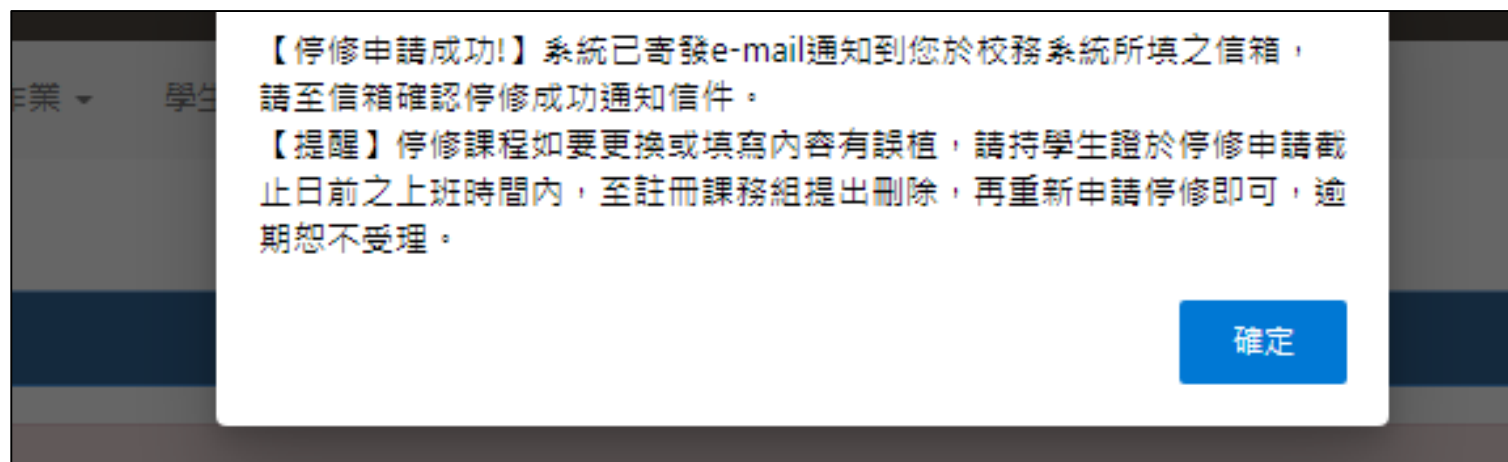 【停修申請成功!】系統已寄發e-mail通知到您於校務系統所填之信箱，
請至信箱確認停修成功通知信件。
作業 學生
【提醒】停修課程如要更換或填寫內容有誤植，請持學生證於停修申請截
止日前之上班時間內，至註冊課務組提出刪除，再重新申請停修即可，逾
期恕不受理。
確定